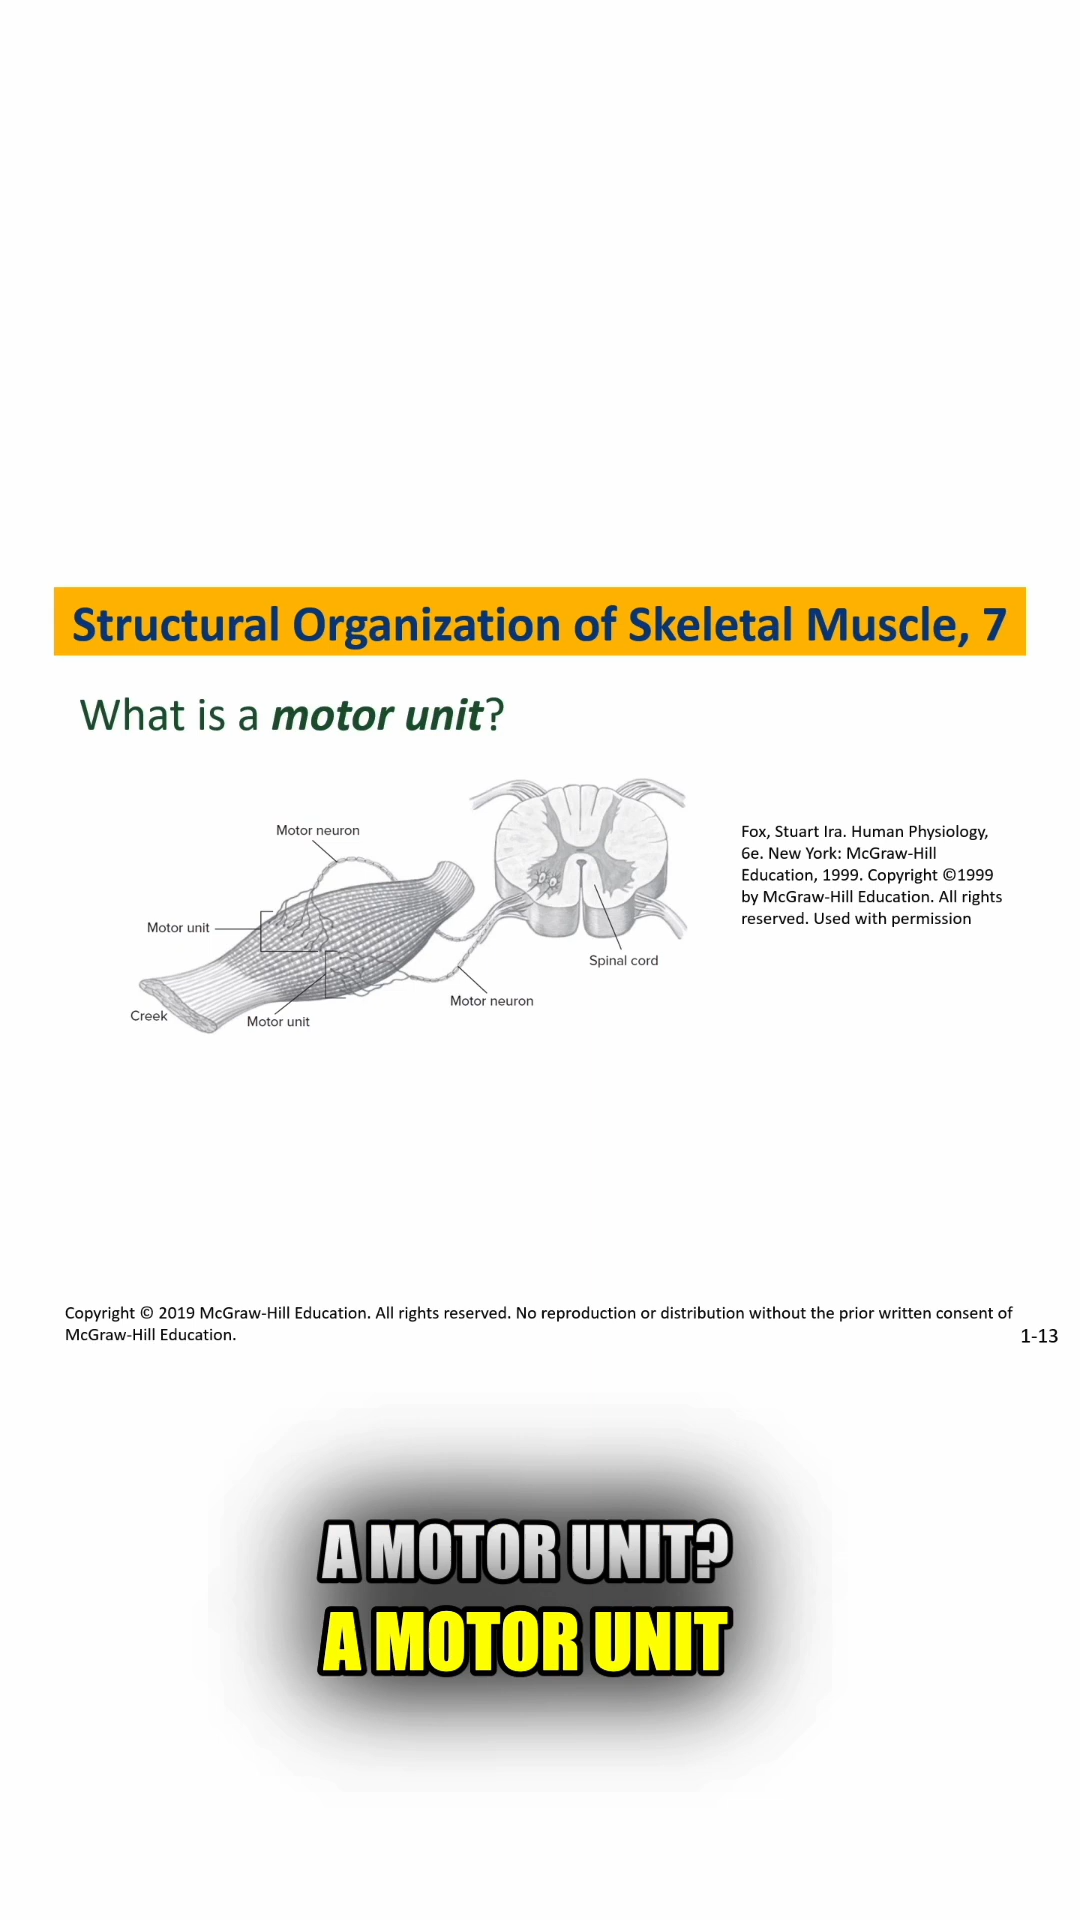 Structural Organization of Skeletal Muscle, 7
What is a motor unit?
Motor neuron
Motor unit
Creek
Motor unit
Motor neuron
Spinal cord
Fox, Stuart Ira. Human Physiology,
6e. New York: McGraw-Hill
Education, 1999. Copyright ©1999
by McGraw-Hill Education. All rights
reserved. Used with permission
Copyright © 2019 McGraw-Hill Education. All rights reserved. No reproduction or distribution without the prior written consent of
McGraw-Hill Education.
1-13
A MOTOR UNIT?
A MOTOR UNIT